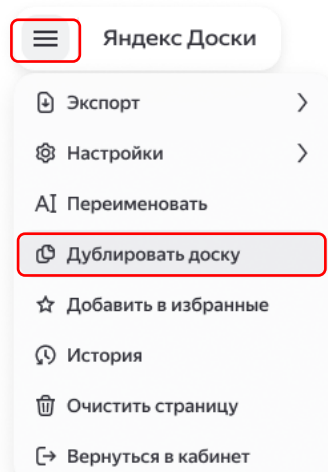 Яндекс Доски
Экспорт
Настройки
Переименовать
Дублировать доску
Добавить в избранные
История
Очистить страницу
Вернуться в кабинет